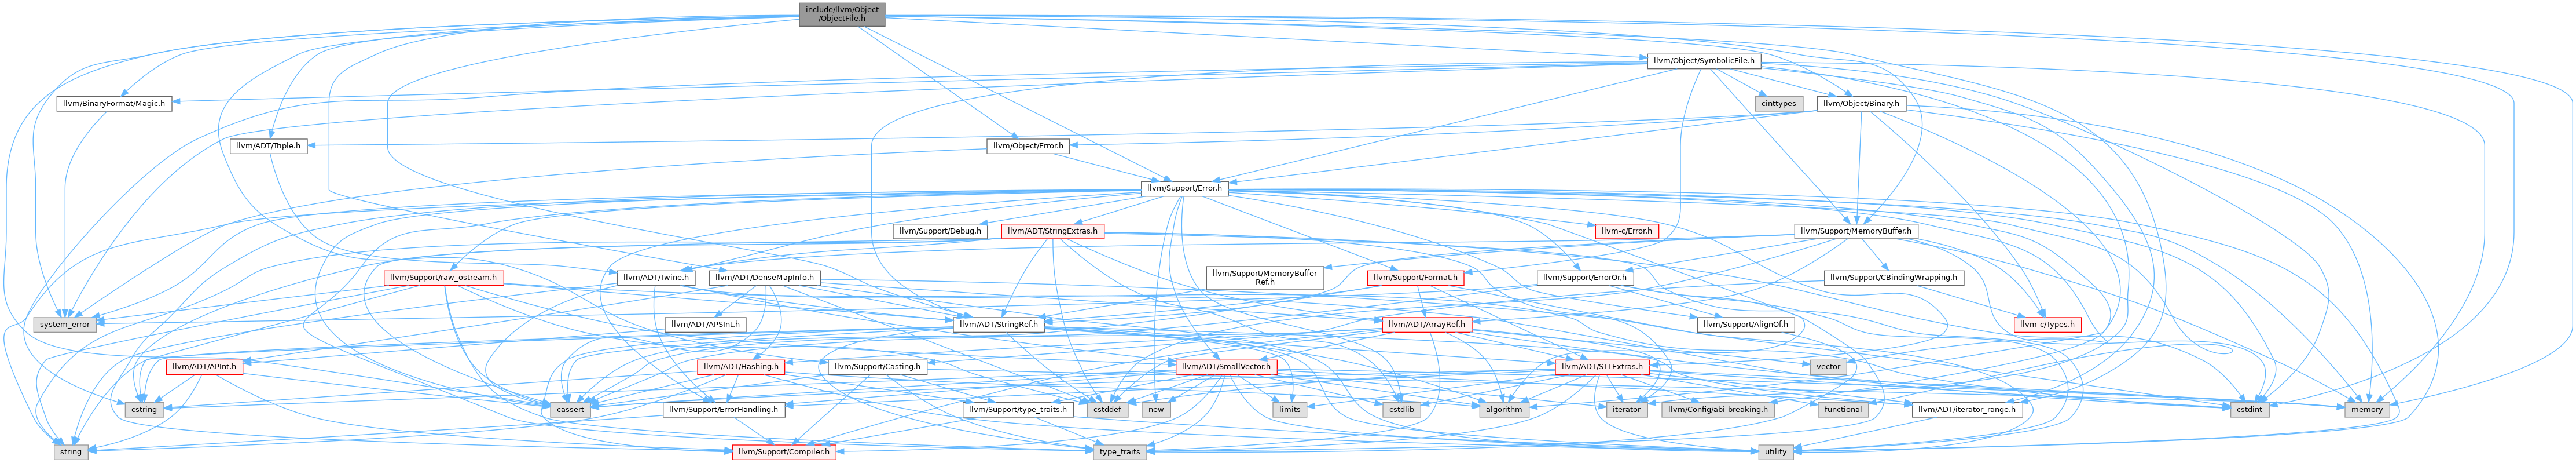 include/llvm/Object
/ObjectFile.h
llvm/Object/SymbolicFile.h
llvm/BinaryFormat/Magic.h
cinttypes
llvm/Object/Binary.h
llvm/ADT/Triple.h
llvm/Object/Error.h
llvm/Support/Error.h
llvm/Support/Debug.h
llvm/ADT/StringExtras.h
llvm-c/Error.h
llvm/Support/MemoryBuffer.h
llvm/Support/raw_ostream.h
llvm/ADT/Twine.h
llvm/ADT/DenseMapInfo.h
llvm/Support/MemoryBuffer
Ref.h
llvm/Support/Format.h
llvm/Support/ErrorOr.h
llvm/Support/CBindingWrapping.h
system_error
llvm/ADT/APSInt.h
llvm/ADT/StringRef.h
llvm/ADT/ArrayRef.h
llvm/Support/AlignOf.h
llvm-c/Types.h
llvm/ADT/APInt.h
llvm/ADT/Hashing.h
llvm/Support/Casting.h
llvm/ADT/SmallVector.h
llvm/ADT/STLExtras.h
vector
cstring
cassert
llvm/Support/ErrorHandling.h
llvm/Support/type_traits.h
cstddef
new
limits
cstdlib
algorithm
iterator
llvm/Config/abi-breaking.h
functional
llvm/ADT/iterator_range.h
cstdint
memory
string
llvm/Support/Compiler.h
type_traits
utility